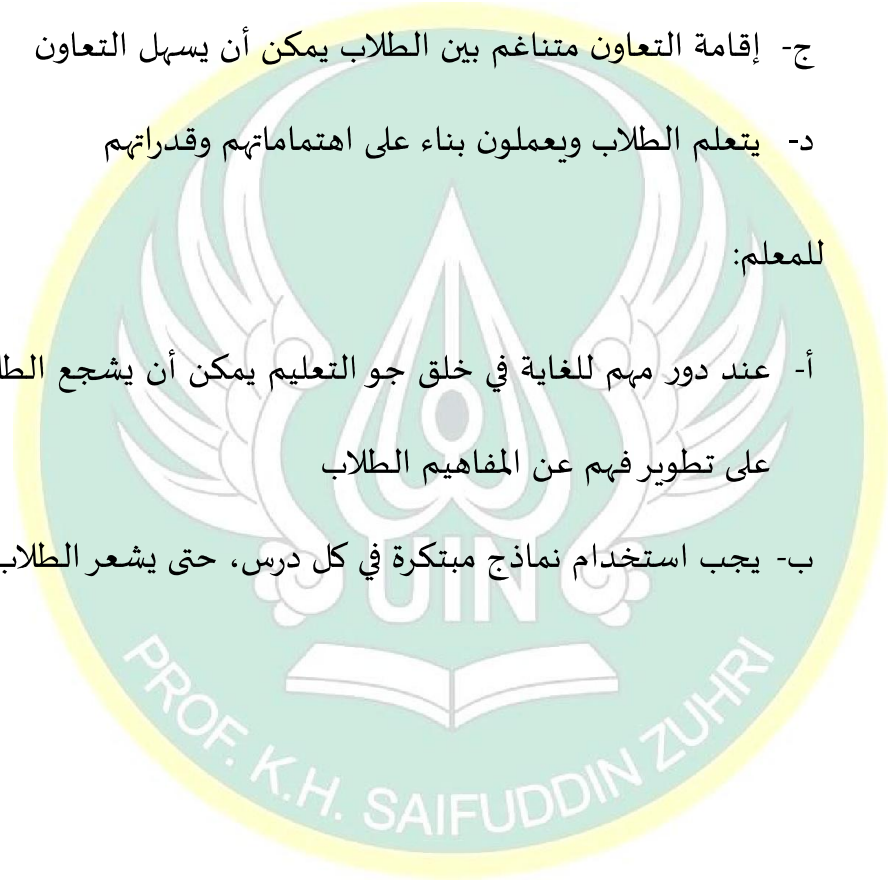 ج- إقامة التعاون متناغم بين الطلاب يمكن أن يسهل التعاون
د- يتعلم الطلاب ويعملون بناء على اهتماماتهم وقدراتهم
للمعلم:
أ- عند دور مهم للغاية في خلق جو التعليم يمكن أن يشجع
على تطوير فهم عن المفاهيم الطلاب
ب- يجب استخدام نماذج مبتكرة في كل درس، حتى يشعر الطلاب
UIN
PROF. K.H. SAIFUDDIN ZUHRI